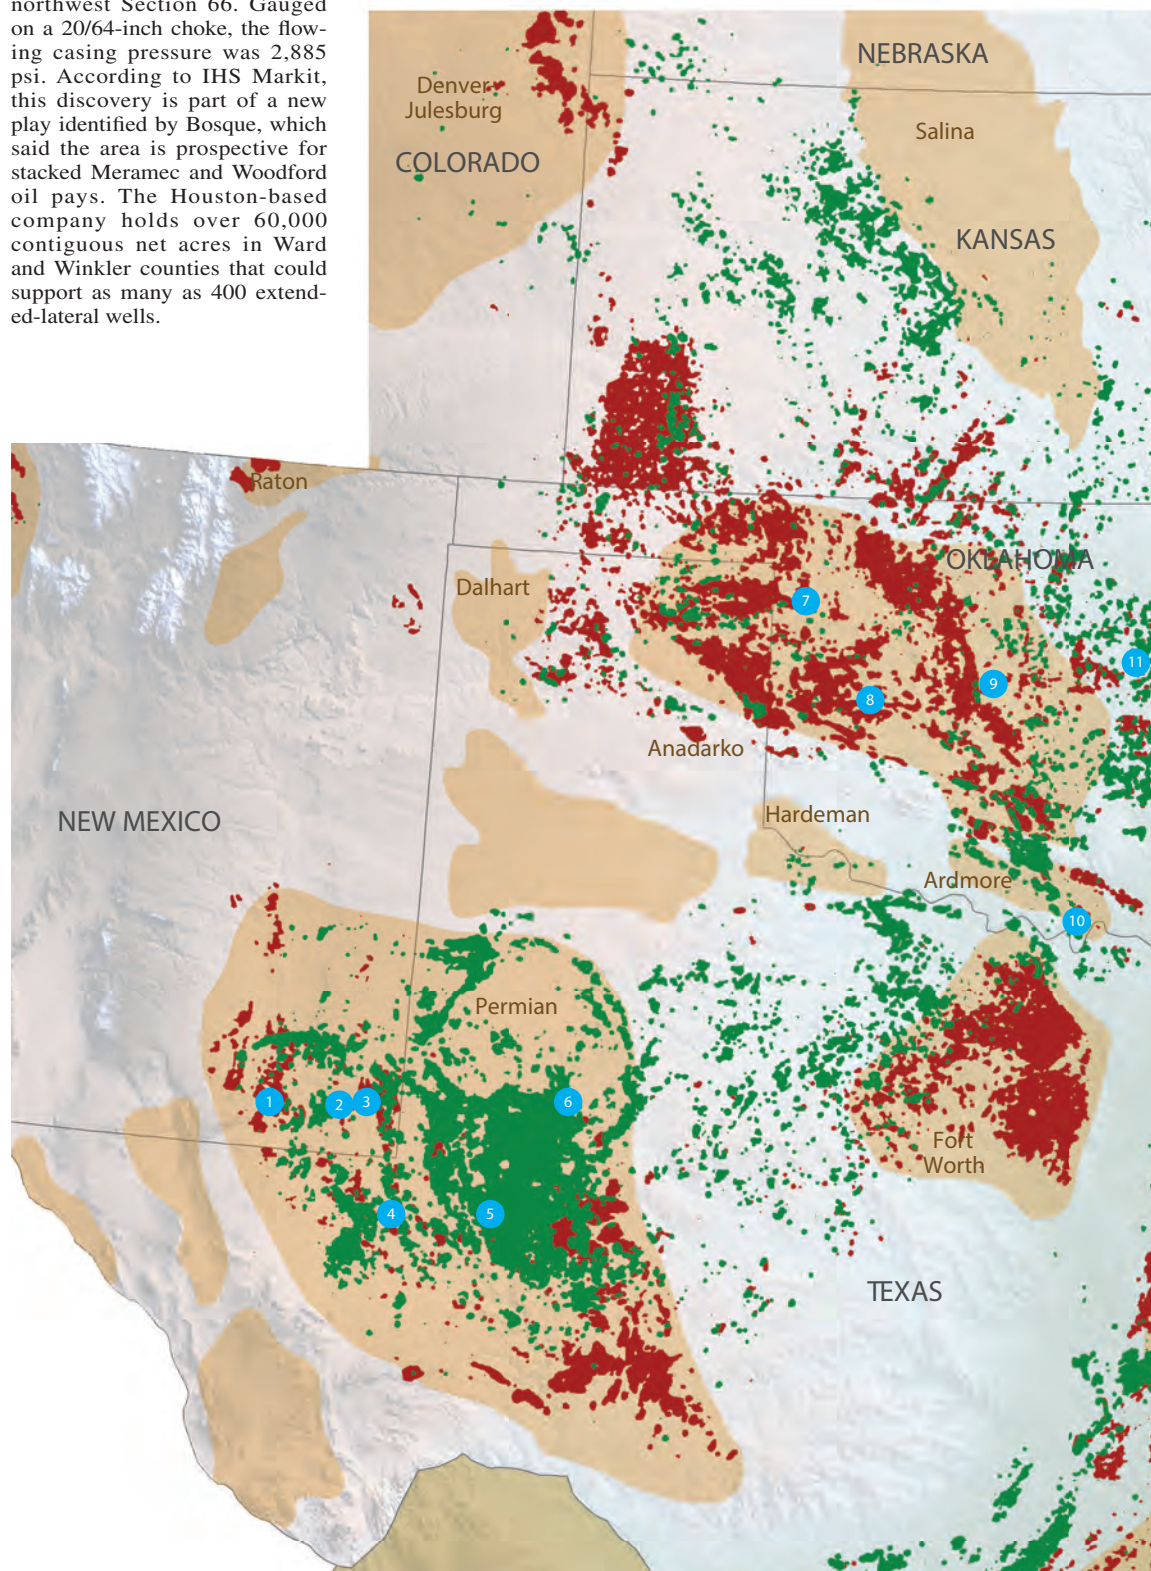 northwest Section 66. Gauged
on a 20/64-inch choke, the flow-
ing casing pressure was 2,885
psi. According to IHS Markit,
this discovery is part of a new
play identified by Bosque, which
said the area is prospective for
stacked Meramec and Woodford
oil pays. The Houston-based
company holds over 60,000
contiguous net acres in Ward
and Winkler counties that could
support as many as 400 extend-
ed-lateral wells.
NEBRASKA
Denver-
Julesburg
Salina
COLORADO
KANSAS
Raton
OKLAHOMA
Dalhart
7
11
9
8
Anadarko
NEW MEXICO
Hardeman
Ardmore
10
Permian
1
2
3
6
Fort
Worth
4
5
TEXAS